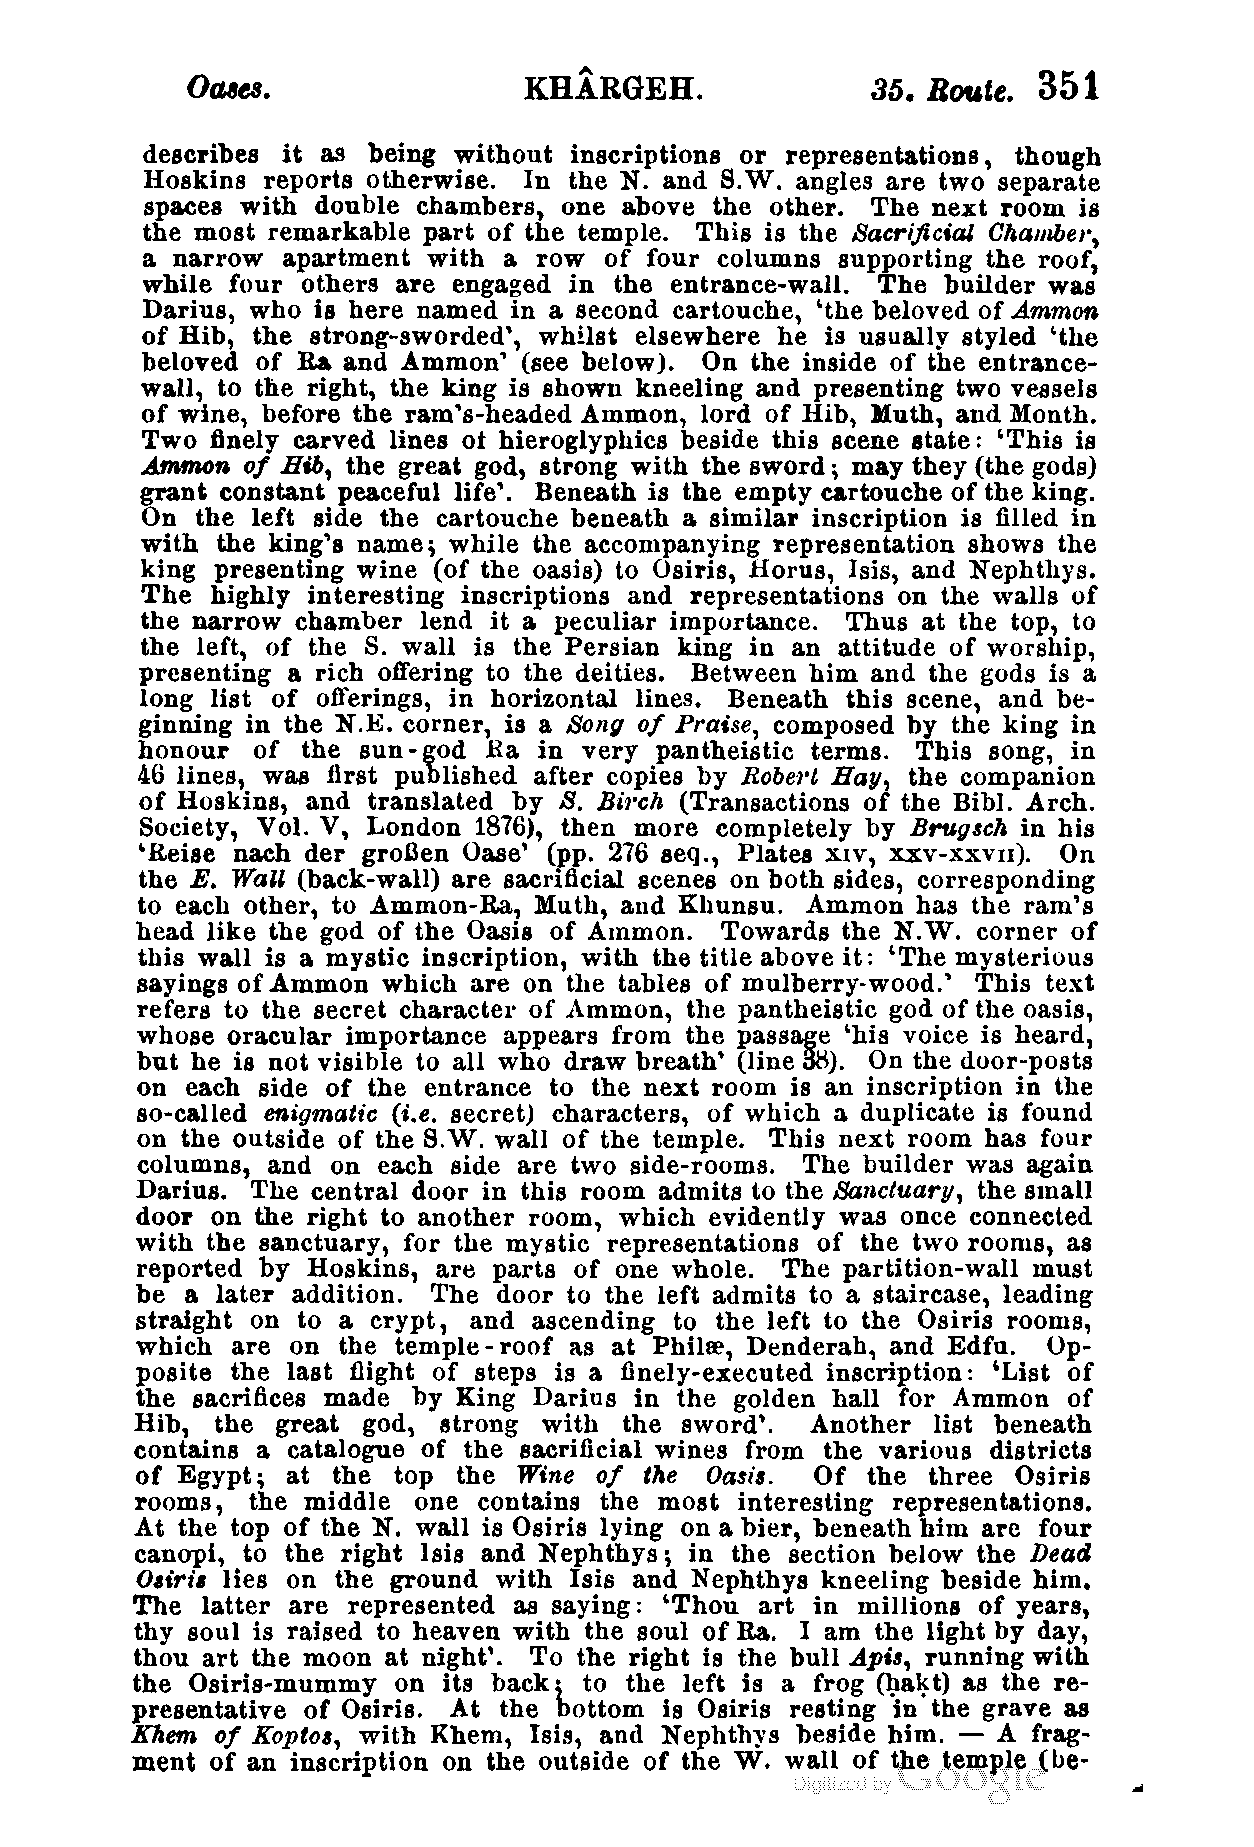 Oases. KHÂRGEH. 35. Route. 351
describes it as being without inscriptions or representations, though
Hoskins reports otherwise. In the N. and S.W. angles are two separate
spaces with double chambers, one above the other. The next room is
the most remarkable part of the temple. This is the Sacrificial Chamber,
a narrow apartment with a row of four columns supporting the roof,
while four others are engaged in the entrance-wall. The builder was
Darius, who is here named in a second cartouche, ‘the beloved of Ammon
of Hib, the strong-sworded’, whilst elsewhere he is usually styled ‘the
beloved of Ra and Ammon’ (see below). On the inside of the entrance-
wall, to the right, the king is shown kneeling and presenting two vessels
of wine, before the ram's-headed Ammon, lord of Hib, Muth, and Month.
Two finely carved lines of hieroglyphics beside this scene state: ‘This is
Ammon of Hib, the great god, strong with the sword; may they (the gods)
grant constant peaceful life’. Beneath is the empty cartouche of the king.
On the left side the cartouche beneath a similar inscription is filled in
with the king's name; while the accompanying representation shows the
king presenting wine (of the oasis) to Osiris, Horus, Isis, and Nephthys.
The highly interesting inscriptions and representations on the walls of
the narrow chamber lend it a peculiar importance. Thus at the top, to
the left, of the S. wall is the Persian king in an attitude of worship,
presenting a rich offering to the deities. Between him and the gods is a
long list of offerings, in horizontal lines. Beneath this scene, and be-
ginning in the N.E. corner, is a Song of Praise, composed by the king in
honour of the sun-god Ra in very pantheistic terms. This song, in
46 lines, was first published after copies by Robert Hay, the companion
of Hoskins, and translated by S. Birch (Transactions of the Bibl. Arch.
Society, Vol. V, London 1876), then more completely by Brugsch in his
‘Reise nach der großen Oase’ (pp. 276 seq., Plates XIV, XXV-XXVII). On
the E. Wall (back-wall) are sacrificial scenes on both sides, corresponding
to each other, to Ammon-Ra, Muth, and Khunsu. Ammon has the ram's
head like the god of the Oasis of Ammon. Towards the N.W. corner of
this wall is a mystic inscription, with the title above it: ‘The mysterious
sayings of Ammon which are on the tables of mulberry-wood.’ This text
refers to the secret character of Ammon, the pantheistic god of the oasis,
whose oracular importance appears from the passage ‘his voice is heard,
but he is not visible to all who draw breath’ (line 38). On the door-posts
on each side of the entrance to the next room is an inscription in the
so-called enigmatic (i.e. secret) characters, of which a duplicate is found
on the outside of the S.W. wall of the temple. This next room has four
columns, and on each side are two side-rooms. The builder was again
Darius. The central door in this room admits to the Sanctuary, the small
door on the right to another room, which evidently was once connected
with the sanctuary, for the mystic representations of the two rooms, as
reported by Hoskins, are parts of one whole. The partition-wall must
be a later addition. The door to the left admits to a staircase, leading
straight on to a crypt, and ascending to the left to the Osiris rooms,
which are on the temple-roof as at Philæ, Denderah, and Edfu. Op-
posite the last flight of steps is a finely-executed inscription: ‘List of
the sacrifices made by King Darius in the golden hall for Ammon of
Hib, the great god, strong with the sword’. Another list beneath
contains a catalogue of the sacrificial wines from the various districts
of Egypt; at the top the Wine of the Oasis. Of the three Osiris
rooms, the middle one contains the most interesting representations.
At the top of the N. wall is Osiris lying on a bier, beneath him are four
canopi, to the right Isis and Nephthys; in the section below the Dead
Osiris lies on the ground with Isis and Nephthys kneeling beside him.
The latter are represented as saying: ‘Thou art in millions of years,
thy soul is raised to heaven with the soul of Ra. I am the light by day,
thou art the moon at night’. To the right is the bull Apis, running with
the Osiris-mummy on its back; to the left is a frog (ḥaḳt) as the re-
presentative of Osiris. At the bottom is Osiris resting in the grave as
Khem of Koptos, with Khem, Isis, and Nephthys beside him. — A frag-
ment of an inscription on the outside of the W. wall of the temple (be-
Digitized by Google